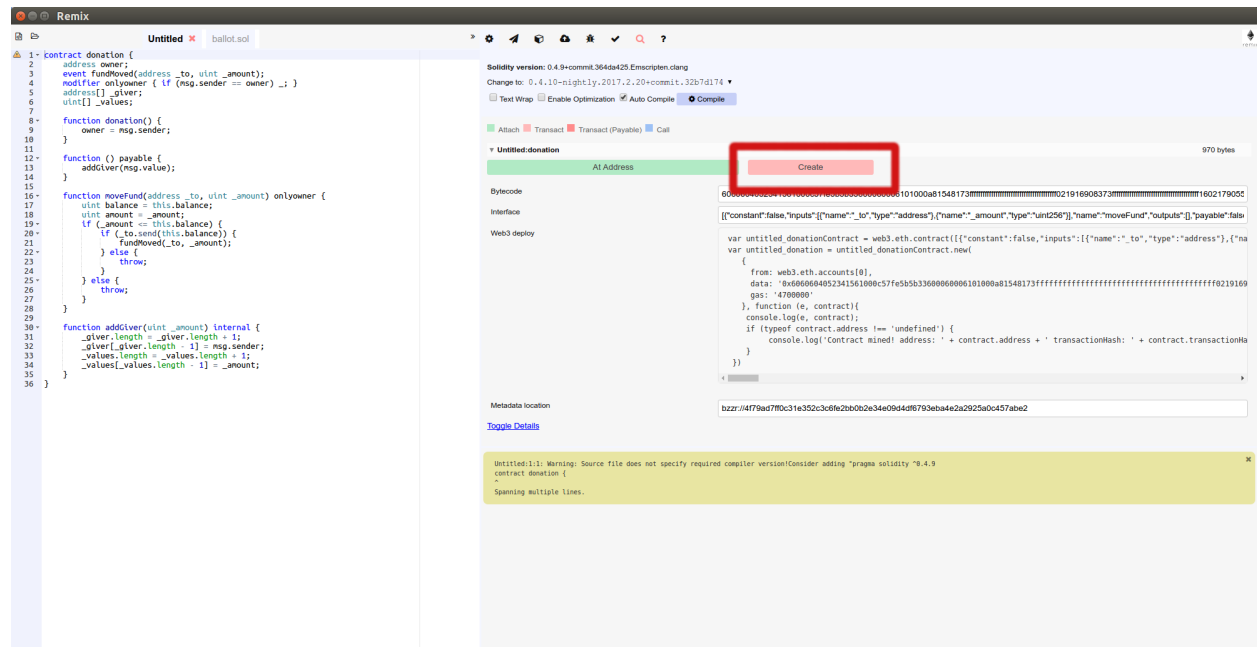 Remix
Untitled ✖ ballot.sol »
1 contract donation {
2 address owner;
3 event fundMoved(address _to, uint _amount);
4 modifier onlyowner { if (msg.sender == owner) _; }
5 address[] _giver;
6 uint[] _values;
7
8 function donation() {
9 owner = msg.sender;
10 }
11
12 function () payable {
13 addGiver(msg.value);
14 }
15
16 function moveFund(address _to, uint _amount) onlyowner {
17 uint balance = this.balance;
18 uint amount = _amount;
19 if (_amount <= this.balance) {
20 if (_to.send(this.balance)) {
21 fundMoved(_to, _amount);
22 } else {
23 throw;
24 }
25 } else {
26 throw;
27 }
28 }
29
30 function addGiver(uint _amount) internal {
31 _giver.length = _giver.length + 1;
32 _giver[_giver.length - 1] = msg.sender;
33 _values.length = _values.length + 1;
34 _values[_values.length - 1] = _amount;
35 }
36 }
Solidity version: 0.4.9+commit.364da425.Emscripten.clang
Change to: 0.4.10-nightly.2017.2.20+commit.32b7d174
Text Wrap Enable Optimization Auto Compile Compile
Attach Transact Transact (Payable) Call
Untitled:donation 970 bytes
At Address Create
Bytecode
Interface [{"constant":false,"inputs":[{"name":"_to","type":"address"},{"name":"_amount","type":"uint256"}],"name":"moveFund","outputs":[],"payable":false
Web3 deploy
var untitled_donationContract = web3.eth.contract([{"constant":false,"inputs":[{"name":"_to","type":"address"},{"na
var untitled_donation = untitled_donationContract.new(
{
from: web3.eth.accounts[0],
data:
gas: '4700000'
}, function (e, contract){
console.log(e, contract);
if (typeof contract.address !== 'undefined') {
console.log('Contract mined! address: ' + contract.address + ' transactionHash: ' + contract.transactionHa
}
})
Metadata location bzzr://4f79ad7ff0c31e352c3c6fe2bb0b2e34e09d4df6793eba4e2a2925a0c457abe2
Toggle Details
Untitled:1:1: Warning: Source file does not specify required compiler version!Consider adding "pragma solidity ^0.4.9
contract donation {
^
Spanning multiple lines.